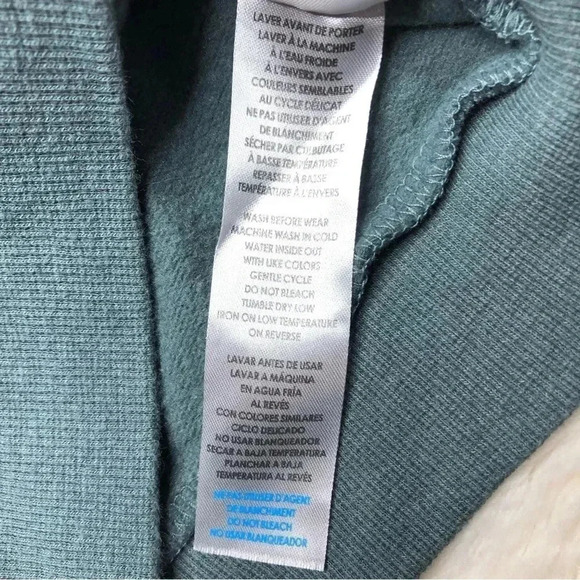 LAVER AVANT DE PORTER
LAVER À LA MACHINE
À L'EAU FROIDE
À L'ENVERS AVEC
COULEURS SEMBLABLES
AU CYCLE DÉLICAT
NE PAS UTILISER D'AGENT
DE BLANCHIMENT
SÉCHER PAR CULBUTAGE
À BASSE TEMPÉRATURE
REPASSER À BASSE
TEMPÉRATURE À L'ENVERS
WASH BEFORE WEAR
MACHINE WASH IN COLD
WATER INSIDE OUT
WITH LIKE COLORS
GENTLE CYCLE
DO NOT BLEACH
TUMBLE DRY LOW
IRON ON LOW TEMPERATURE
ON REVERSE
LAVAR ANTES DE USAR
LAVAR A MÁQUINA
EN AGUA FRÍA
AL REVÉS
CON COLORES SIMILARES
CICLO DELICADO
NO USAR BLANQUEADOR
SECAR A BAJA TEMPERATURA
PLANCHAR A BAJA
TEMPERATURA AL REVÉS
NE PAS UTILISER D'AGENT
DE BLANCHIMENT
DO NOT BLEACH
NO USAR BLANQUEADOR